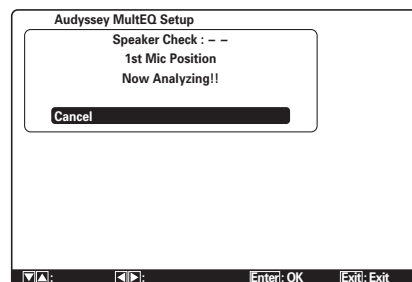 Audyssey MultEQ Setup
Speaker Check : – –
1st Mic Position
Now Analyzing!!
Cancel
▼▲: ◀▶: Enter: OK Exit: Exit